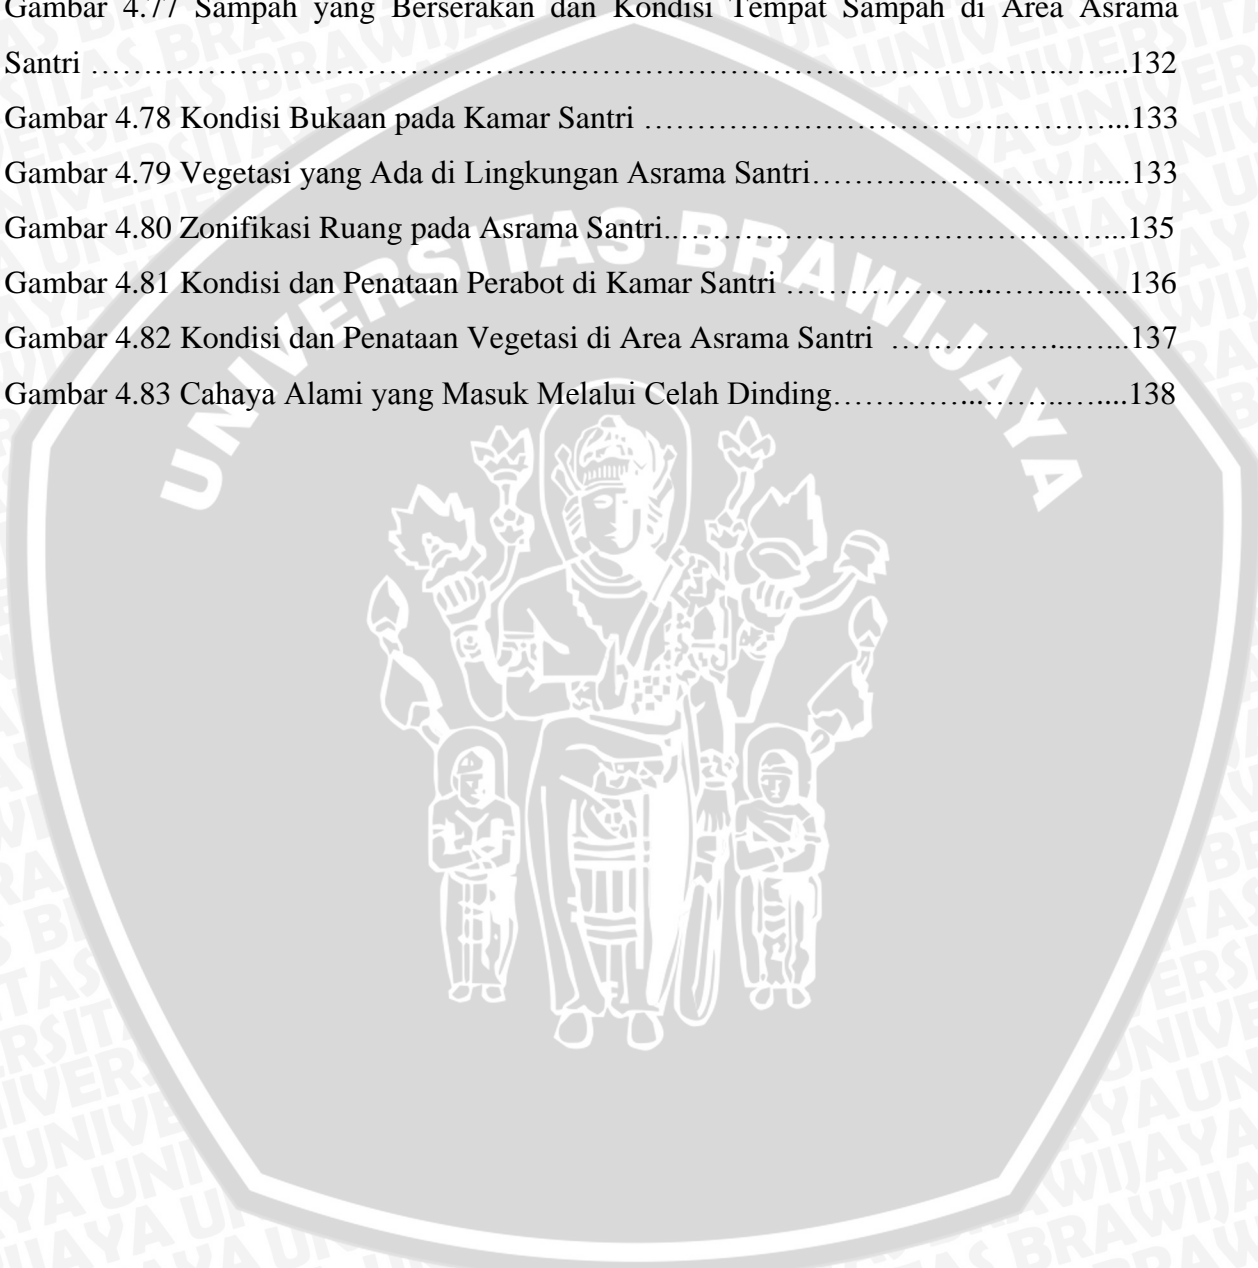 Gambar 4.77 Sampah yang Berserakan dan Kondisi Tempat Sampah di Area Asrama
Santri ……………………………………………………………………………..…....132
Gambar 4.78 Kondisi Bukaan pada Kamar Santri ……………………………..………...133
Gambar 4.79 Vegetasi yang Ada di Lingkungan Asrama Santri…………………….…...133
Gambar 4.80 Zonifikasi Ruang pada Asrama Santri..……….………………………...135
Gambar 4.81 Kondisi dan Penataan Perabot di Kamar Santri ………………..……..…...136
Gambar 4.82 Kondisi dan Penataan Vegetasi di Area Asrama Santri ……………...…...137
Gambar 4.83 Cahaya Alami yang Masuk Melalui Celah Dinding…………...……..…....138
UNIVERSITAS BRAWIJAYA